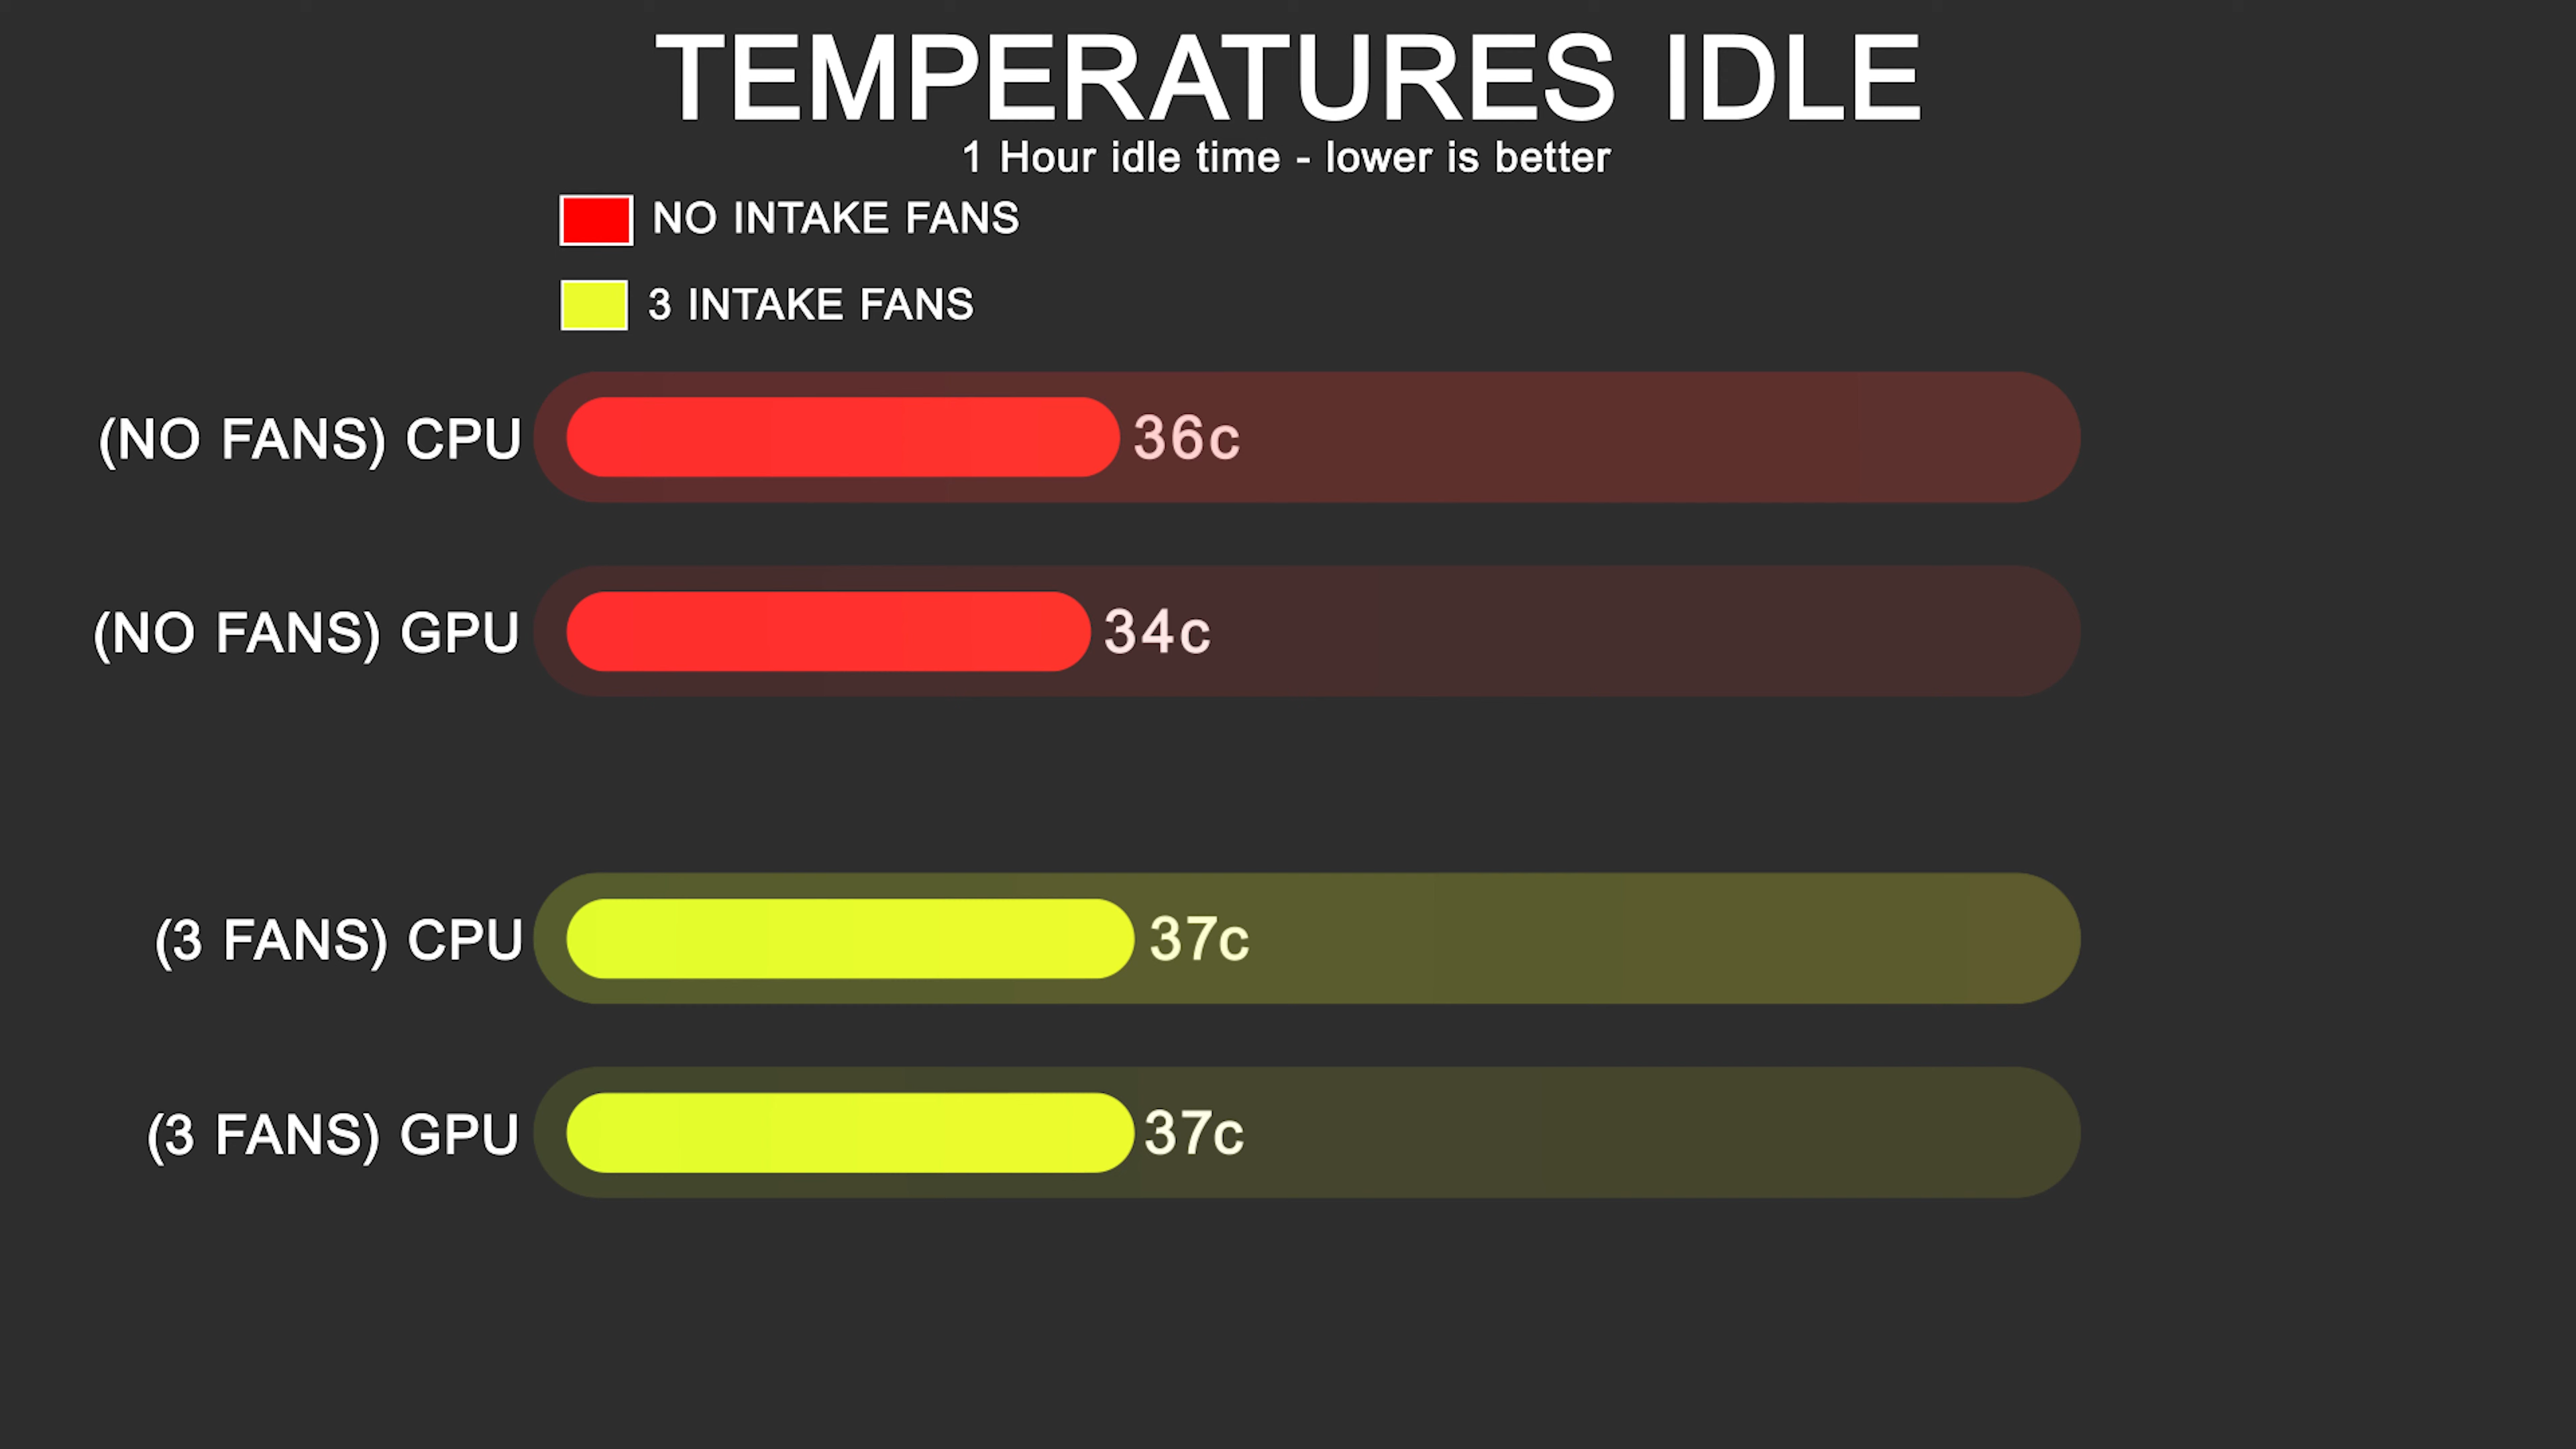 TEMPERATURES IDLE
1 Hour idle time - lower is better
NO INTAKE FANS
3 INTAKE FANS
(NO FANS) CPU 36c
(NO FANS) GPU 34c
(3 FANS) CPU 37c
(3 FANS) GPU 37c